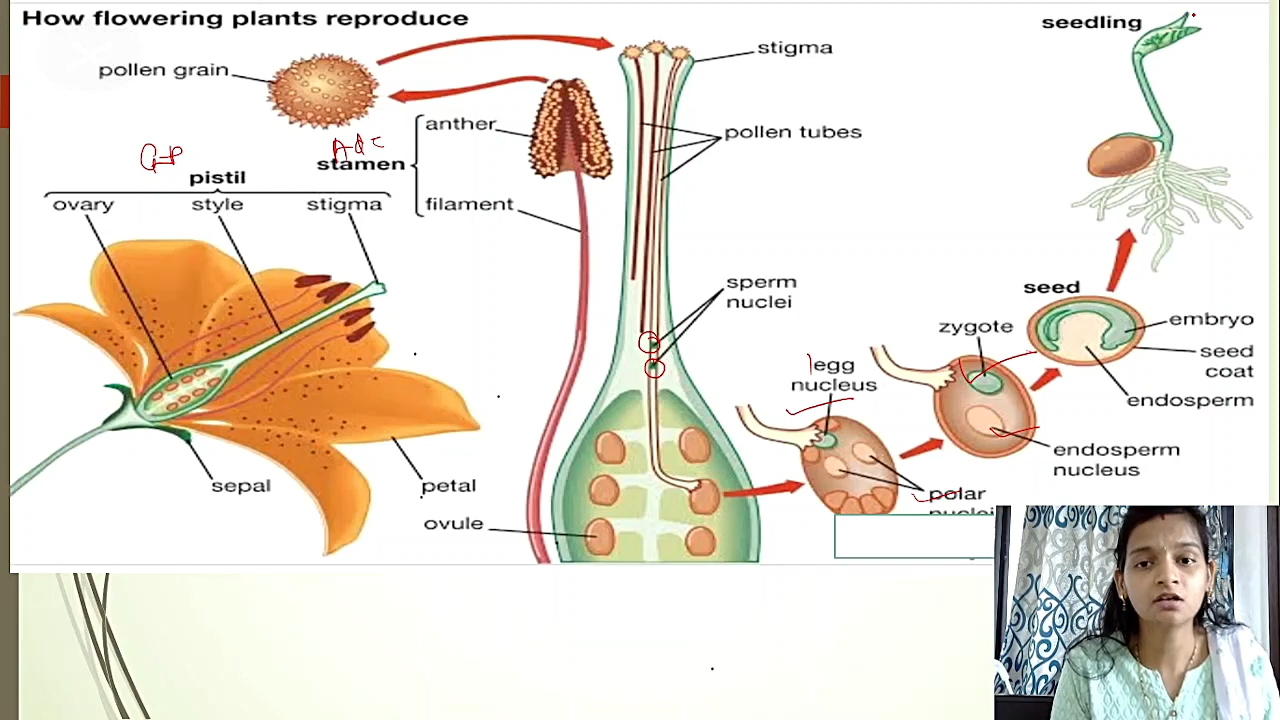 How flowering plants reproduce
pollen grain
stigma
anther
pollen tubes
stamen
filament
pistil
ovary style stigma
sepal
petal
ovule
sperm
nuclei
egg
nucleus
polar
nuclei
zygote
endosperm
nucleus
seed
embryo
seed
coat
endosperm
seedling